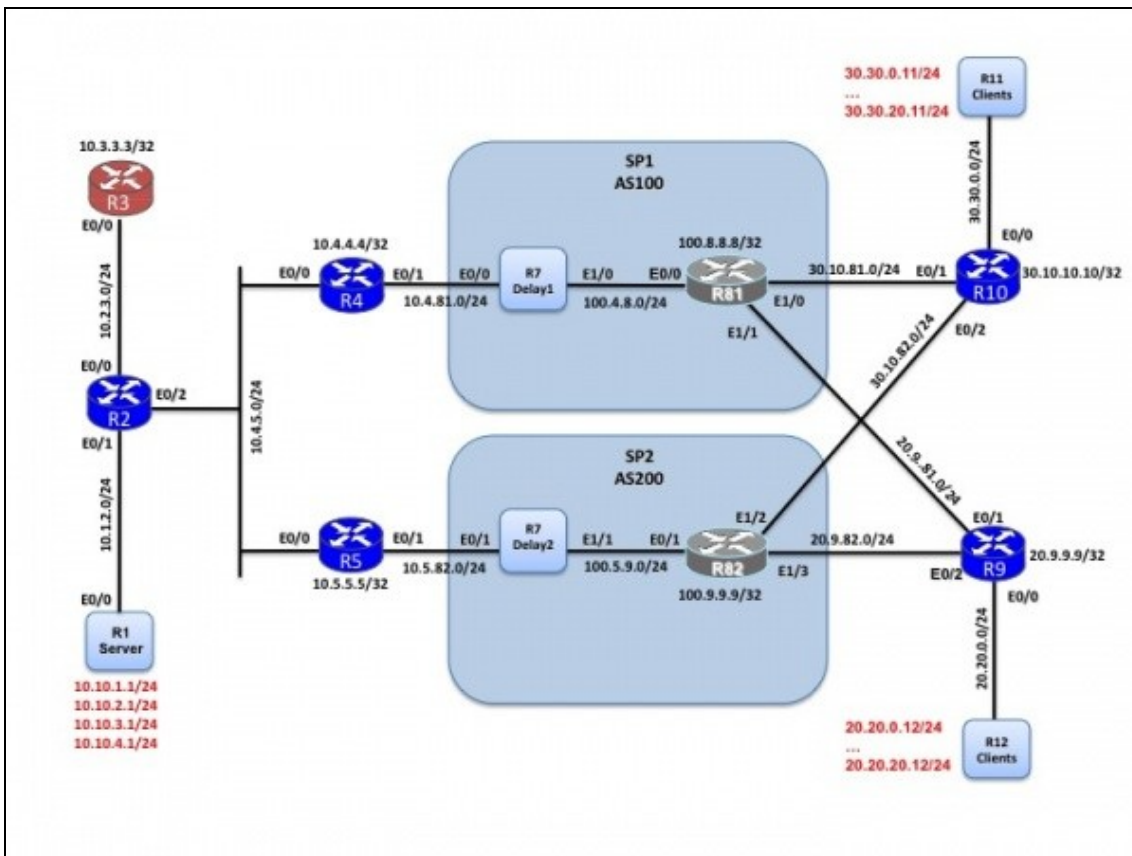 30.30.0.11/24
...
30.30.20.11/24
R11
Clients
30.30.0.0/24
10.3.3.3/32
R3
E0/0
10.2.3.0/24
E0/0
R2
E0/2
E0/1
10.1.2.0/24
E0/0
R1
Server
10.10.1.1/24
10.10.2.1/24
10.10.3.1/24
10.10.4.1/24
10.4.5.0/24
10.4.4.4/32
E0/0
R4
E0/1
10.4.81.0/24
SP1
AS100
E0/0
R7
Delay1
E1/0
100.4.8.0/24
100.8.8.8/32
E0/0
R81
E1/0
E1/1
30.10.81.0/24
E0/1
E0/0
R10
30.10.10.10/32
E0/2
30.10.82.0/24
20.9..81.0/24
E0/0
R5
E0/1
10.5.5.5/32
10.5.82.0/24
SP2
AS200
E0/1
R7
Delay2
E1/1
100.5.9.0/24
E0/1
R82
E1/2
E1/3
100.9.9.9/32
20.9.82.0/24
E0/1
R9
20.9.9.9/32
E0/2
E0/0
20.20.0.0/24
20.20.0.12/24
...
20.20.20.12/24
R12
Clients